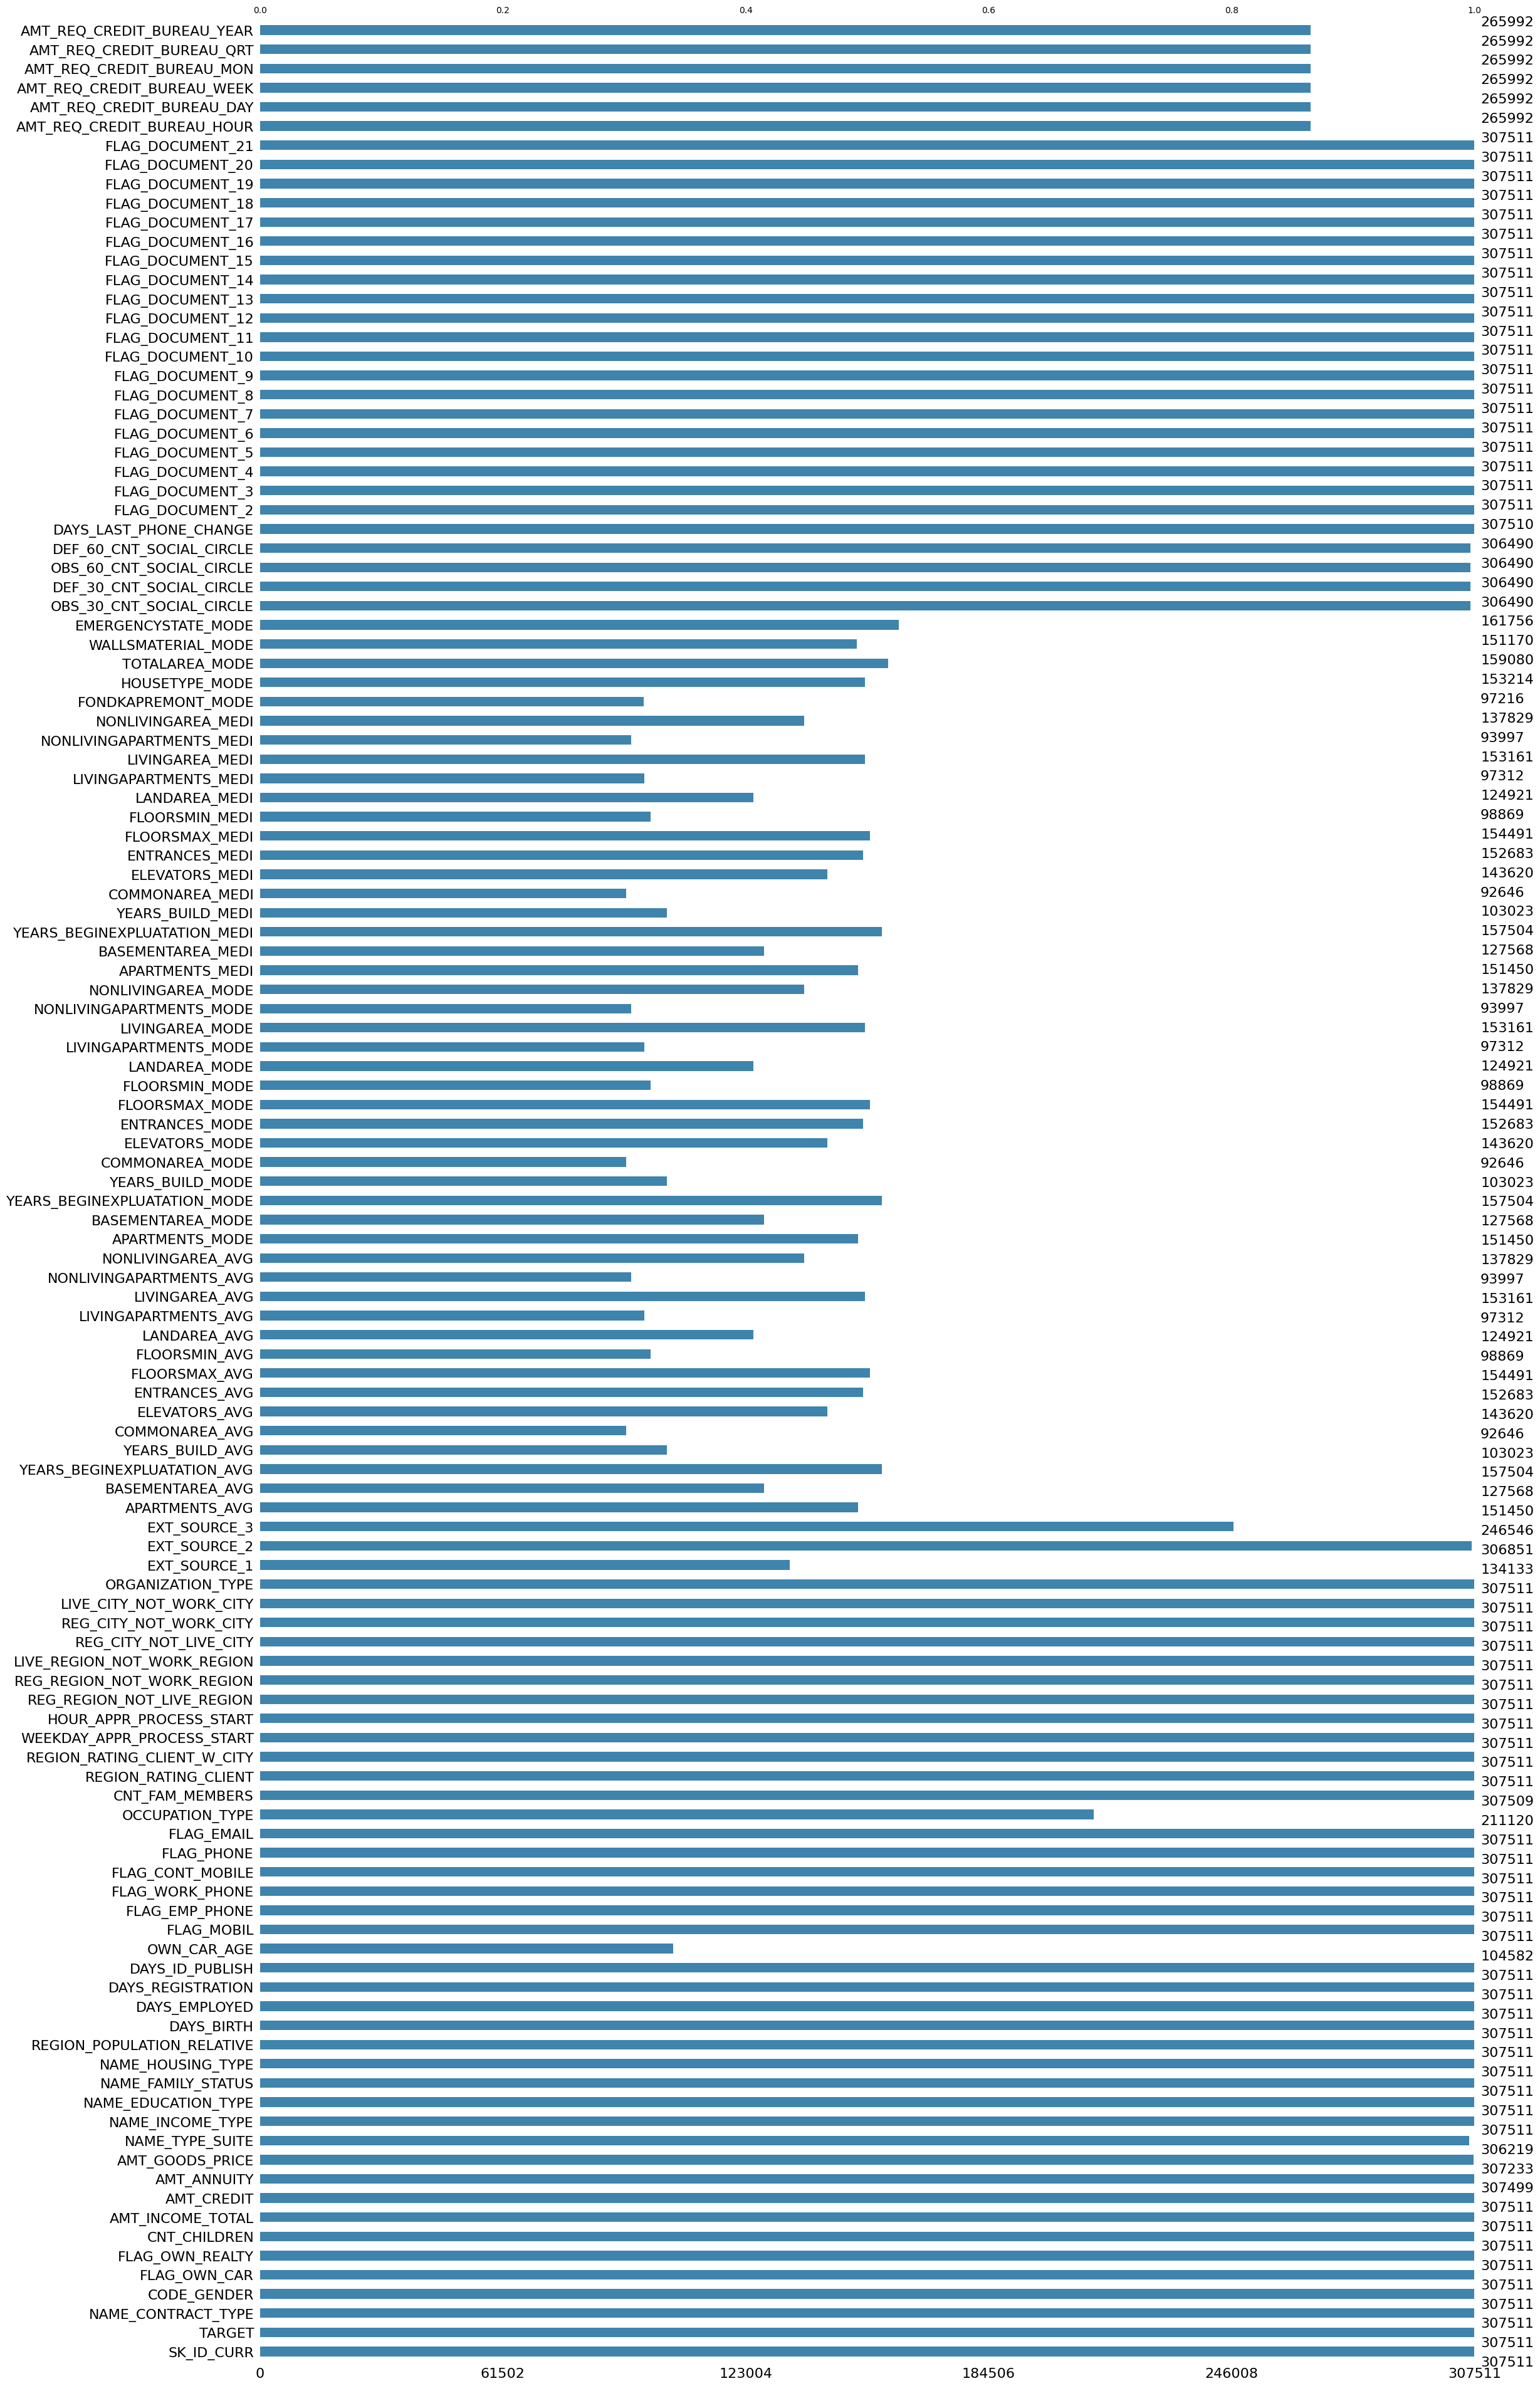 0.0 0.2 0.4 0.6 0.8 1.0
AMT_REQ_CREDIT_BUREAU_YEAR 265992
AMT_REQ_CREDIT_BUREAU_QRT 265992
AMT_REQ_CREDIT_BUREAU_MON 265992
AMT_REQ_CREDIT_BUREAU_WEEK 265992
AMT_REQ_CREDIT_BUREAU_DAY 265992
AMT_REQ_CREDIT_BUREAU_HOUR 265992
FLAG_DOCUMENT_21 307511
FLAG_DOCUMENT_20 307511
FLAG_DOCUMENT_19 307511
FLAG_DOCUMENT_18 307511
FLAG_DOCUMENT_17 307511
FLAG_DOCUMENT_16 307511
FLAG_DOCUMENT_15 307511
FLAG_DOCUMENT_14 307511
FLAG_DOCUMENT_13 307511
FLAG_DOCUMENT_12 307511
FLAG_DOCUMENT_11 307511
FLAG_DOCUMENT_10 307511
FLAG_DOCUMENT_9 307511
FLAG_DOCUMENT_8 307511
FLAG_DOCUMENT_7 307511
FLAG_DOCUMENT_6 307511
FLAG_DOCUMENT_5 307511
FLAG_DOCUMENT_4 307511
FLAG_DOCUMENT_3 307511
FLAG_DOCUMENT_2 307511
DAYS_LAST_PHONE_CHANGE 307510
DEF_60_CNT_SOCIAL_CIRCLE 306490
OBS_60_CNT_SOCIAL_CIRCLE 306490
DEF_30_CNT_SOCIAL_CIRCLE 306490
OBS_30_CNT_SOCIAL_CIRCLE 306490
EMERGENCYSTATE_MODE 161756
WALLSMATERIAL_MODE 151170
TOTALAREA_MODE 159080
HOUSETYPE_MODE 153214
FONDKAPREMONT_MODE 97216
NONLIVINGAREA_MEDI 137829
NONLIVINGAPARTMENTS_MEDI 93997
LIVINGAREA_MEDI 153161
LIVINGAPARTMENTS_MEDI 97312
LANDAREA_MEDI 124921
FLOORSMIN_MEDI 98869
FLOORSMAX_MEDI 154491
ENTRANCES_MEDI 152683
ELEVATORS_MEDI 143620
COMMONAREA_MEDI 92646
YEARS_BUILD_MEDI 103023
YEARS_BEGINEXPLUATATION_MEDI 157504
BASEMENTAREA_MEDI 127568
APARTMENTS_MEDI 151450
NONLIVINGAREA_MODE 137829
NONLIVINGAPARTMENTS_MODE 93997
LIVINGAREA_MODE 153161
LIVINGAPARTMENTS_MODE 97312
LANDAREA_MODE 124921
FLOORSMIN_MODE 98869
FLOORSMAX_MODE 154491
ENTRANCES_MODE 152683
ELEVATORS_MODE 143620
COMMONAREA_MODE 92646
YEARS_BUILD_MODE 103023
YEARS_BEGINEXPLUATATION_MODE 157504
BASEMENTAREA_MODE 127568
APARTMENTS_MODE 151450
NONLIVINGAREA_AVG 137829
NONLIVINGAPARTMENTS_AVG 93997
LIVINGAREA_AVG 153161
LIVINGAPARTMENTS_AVG 97312
LANDAREA_AVG 124921
FLOORSMIN_AVG 98869
FLOORSMAX_AVG 154491
ENTRANCES_AVG 152683
ELEVATORS_AVG 143620
COMMONAREA_AVG 92646
YEARS_BUILD_AVG 103023
YEARS_BEGINEXPLUATATION_AVG 157504
BASEMENTAREA_AVG 127568
APARTMENTS_AVG 151450
EXT_SOURCE_3 246546
EXT_SOURCE_2 306851
EXT_SOURCE_1 134133
ORGANIZATION_TYPE 307511
LIVE_CITY_NOT_WORK_CITY 307511
REG_CITY_NOT_WORK_CITY 307511
REG_CITY_NOT_LIVE_CITY 307511
LIVE_REGION_NOT_WORK_REGION 307511
REG_REGION_NOT_WORK_REGION 307511
REG_REGION_NOT_LIVE_REGION 307511
HOUR_APPR_PROCESS_START 307511
WEEKDAY_APPR_PROCESS_START 307511
REGION_RATING_CLIENT_W_CITY 307511
REGION_RATING_CLIENT 307511
CNT_FAM_MEMBERS 307509
OCCUPATION_TYPE 211120
FLAG_EMAIL 307511
FLAG_PHONE 307511
FLAG_CONT_MOBILE 307511
FLAG_WORK_PHONE 307511
FLAG_EMP_PHONE 307511
FLAG_MOBIL 307511
OWN_CAR_AGE 104582
DAYS_ID_PUBLISH 307511
DAYS_REGISTRATION 307511
DAYS_EMPLOYED 307511
DAYS_BIRTH 307511
REGION_POPULATION_RELATIVE 307511
NAME_HOUSING_TYPE 307511
NAME_FAMILY_STATUS 307511
NAME_EDUCATION_TYPE 307511
NAME_INCOME_TYPE 307511
NAME_TYPE_SUITE 306219
AMT_GOODS_PRICE 307233
AMT_ANNUITY 307499
AMT_CREDIT 307511
AMT_INCOME_TOTAL 307511
CNT_CHILDREN 307511
FLAG_OWN_REALTY 307511
FLAG_OWN_CAR 307511
CODE_GENDER 307511
NAME_CONTRACT_TYPE 307511
TARGET 307511
SK_ID_CURR 307511
0 61502 123004 184506 246008 307511